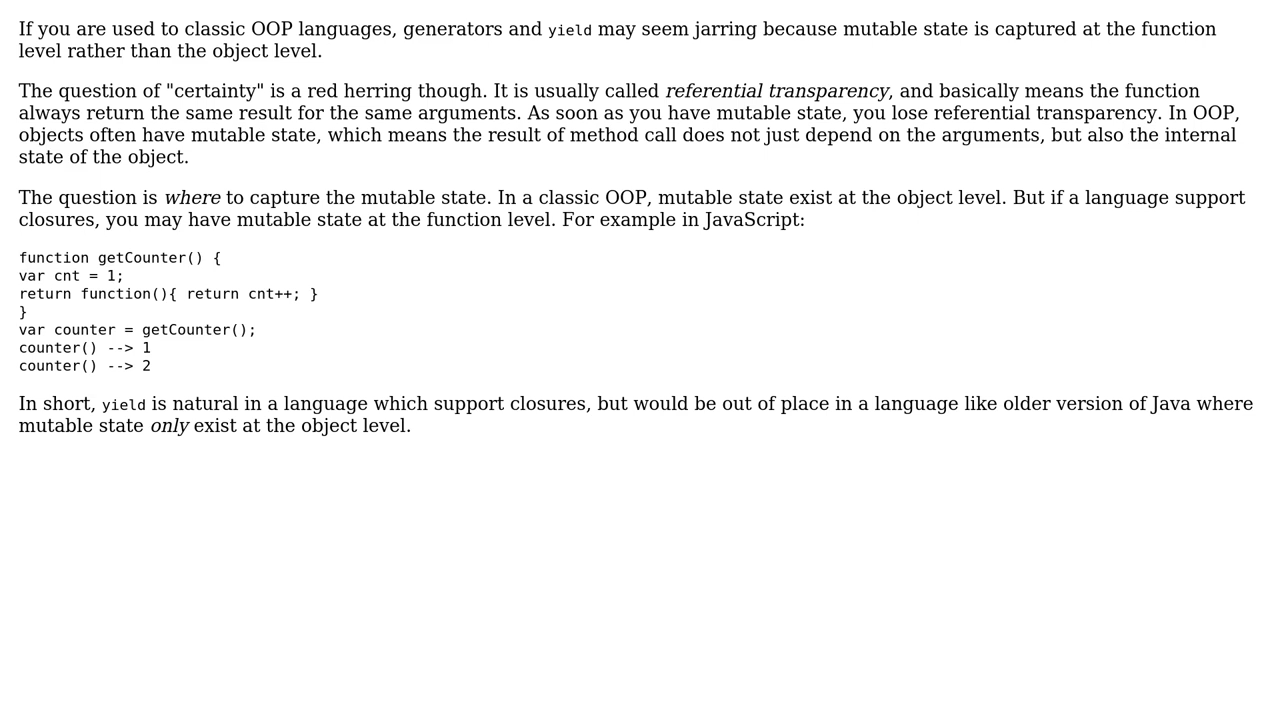 If you are used to classic OOP languages, generators and yield may seem jarring because mutable state is captured at the function
level rather than the object level.
The question of "certainty" is a red herring though. It is usually called referential transparency, and basically means the function
always return the same result for the same arguments. As soon as you have mutable state, you lose referential transparency. In OOP,
objects often have mutable state, which means the result of method call does not just depend on the arguments, but also the internal
state of the object.
The question is where to capture the mutable state. In a classic OOP, mutable state exist at the object level. But if a language support
closures, you may have mutable state at the function level. For example in JavaScript:
function getCounter() {
var cnt = 1;
return function(){ return cnt++; }
}
var counter = getCounter();
counter() --> 1
counter() --> 2
In short, yield is natural in a language which support closures, but would be out of place in a language like older version of Java where
mutable state only exist at the object level.